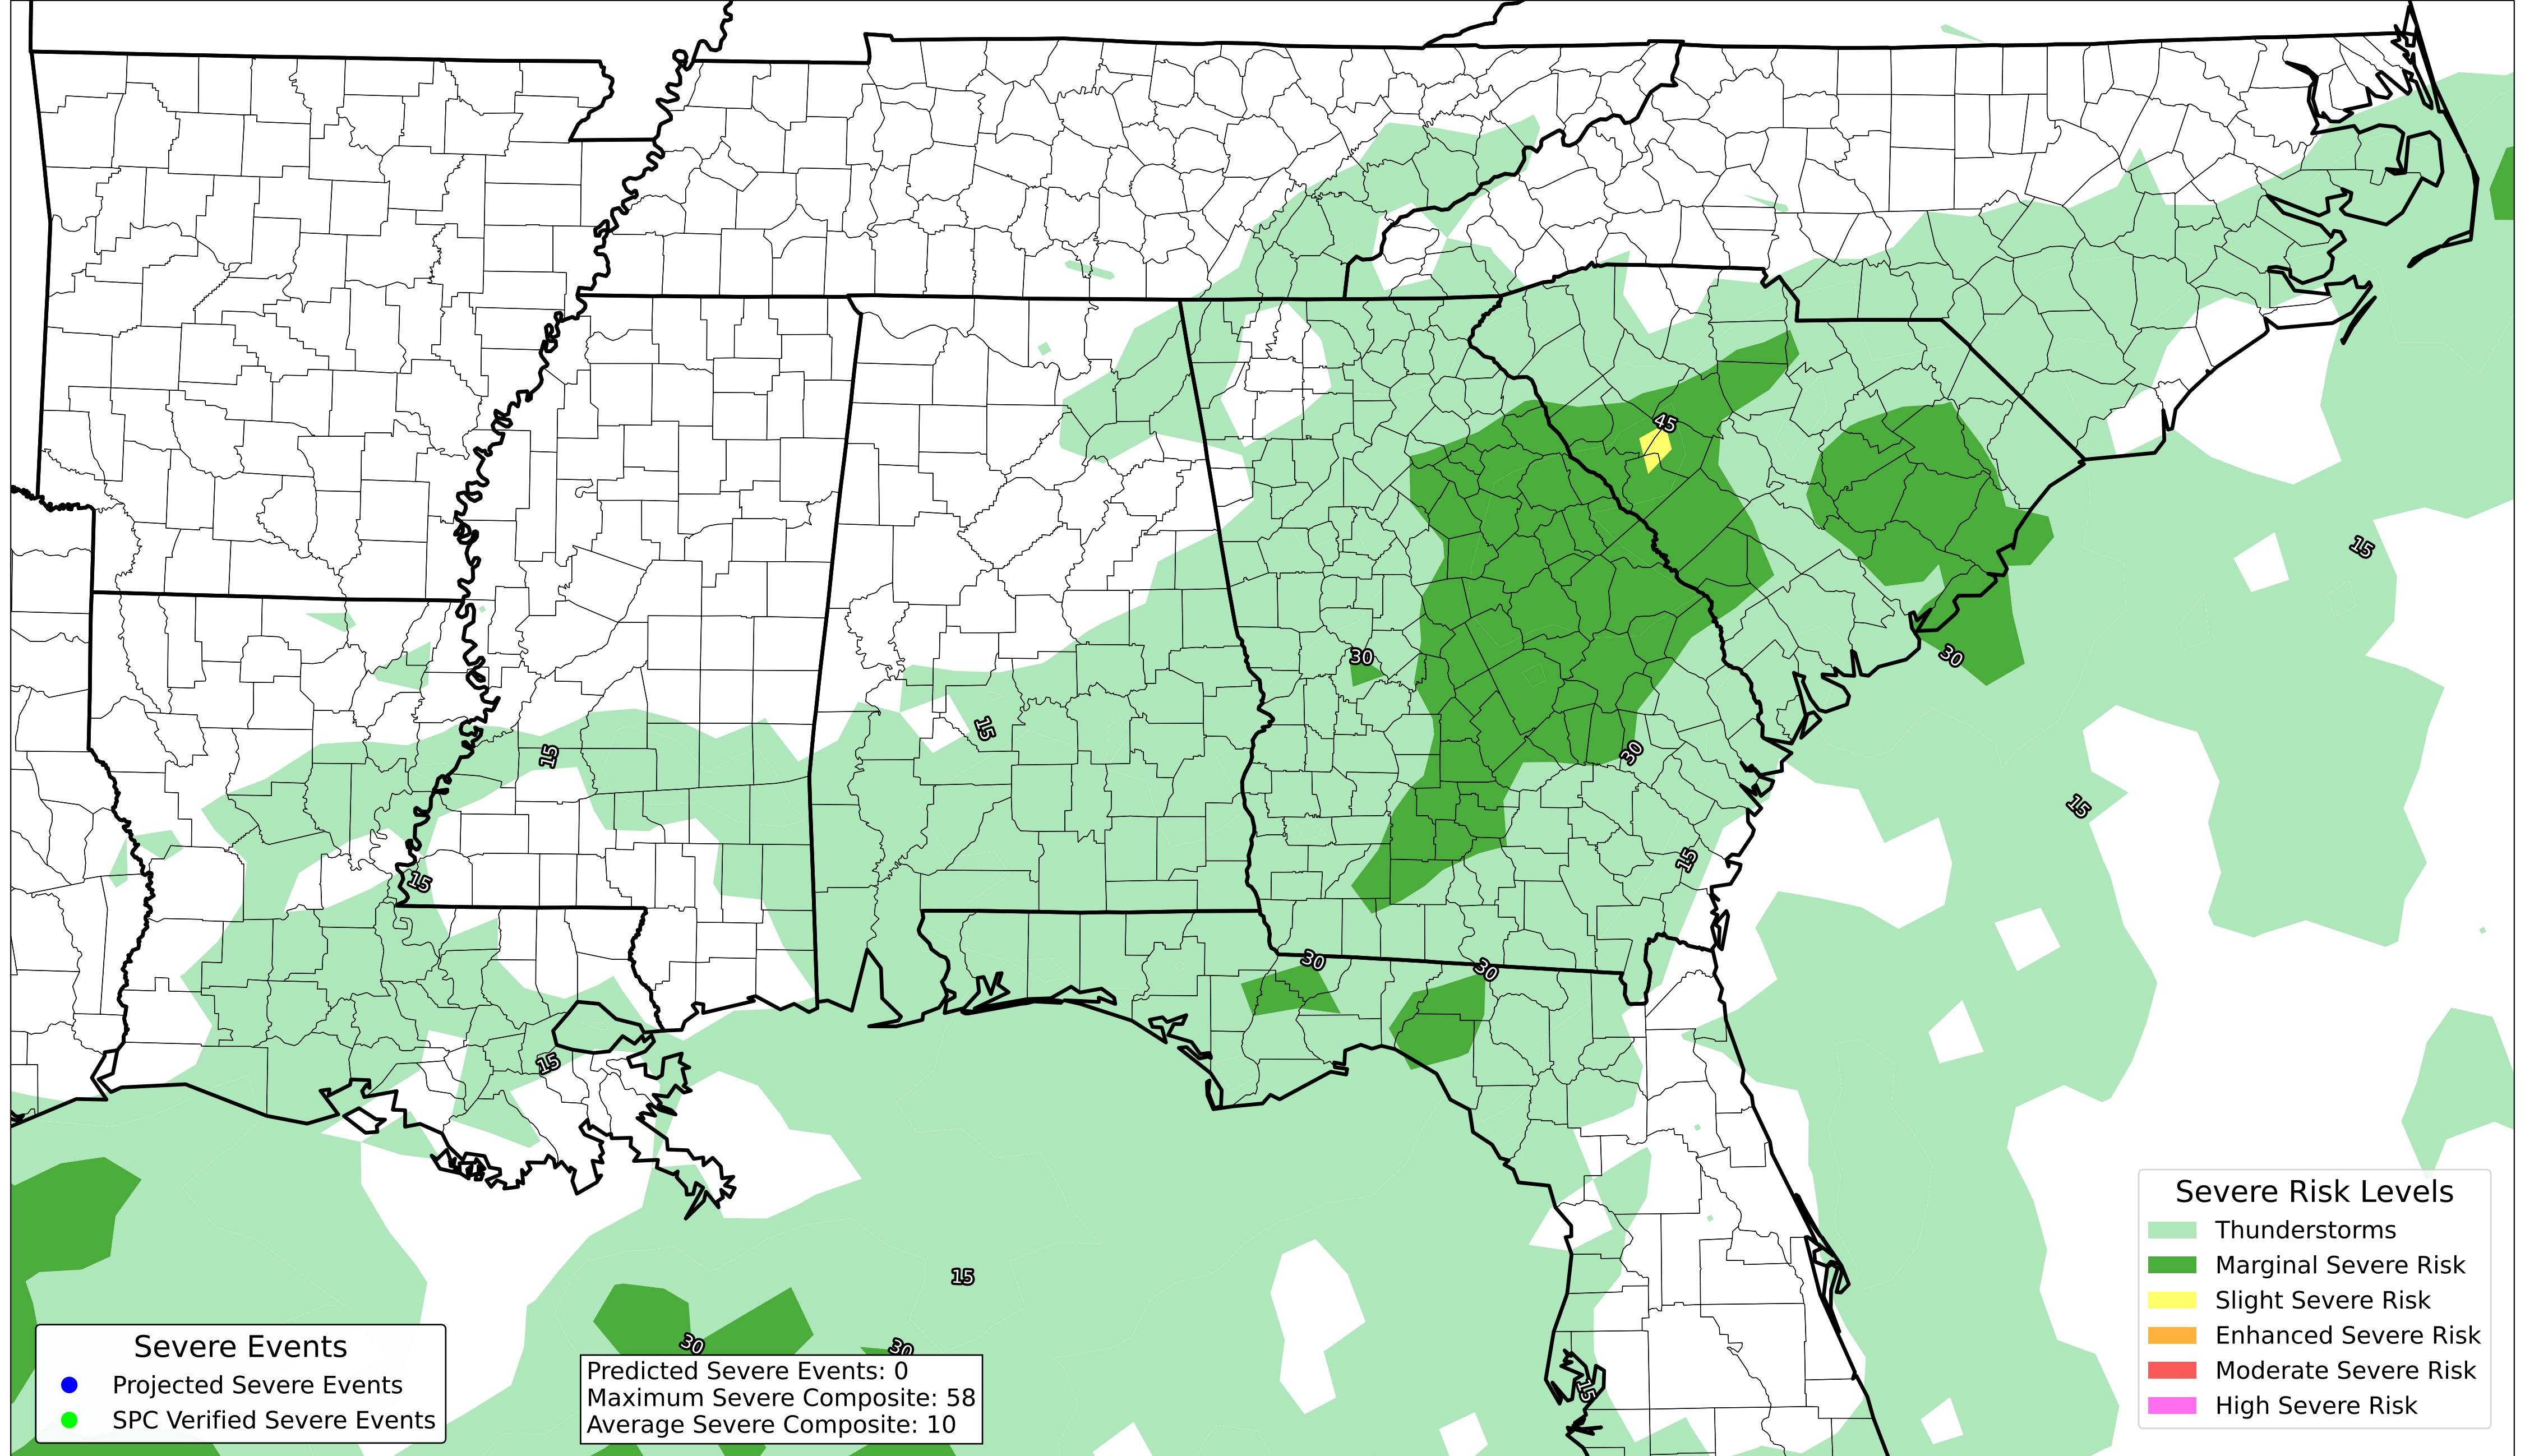 45
15
30
30
15
30
15
15
15
15
30
30
15
15
30
30
15
Severe Events
Projected Severe Events
SPC Verified Severe Events
Predicted Severe Events: 0
Maximum Severe Composite: 58
Average Severe Composite: 10
Severe Risk Levels
Thunderstorms
Marginal Severe Risk
Slight Severe Risk
Enhanced Severe Risk
Moderate Severe Risk
High Severe Risk